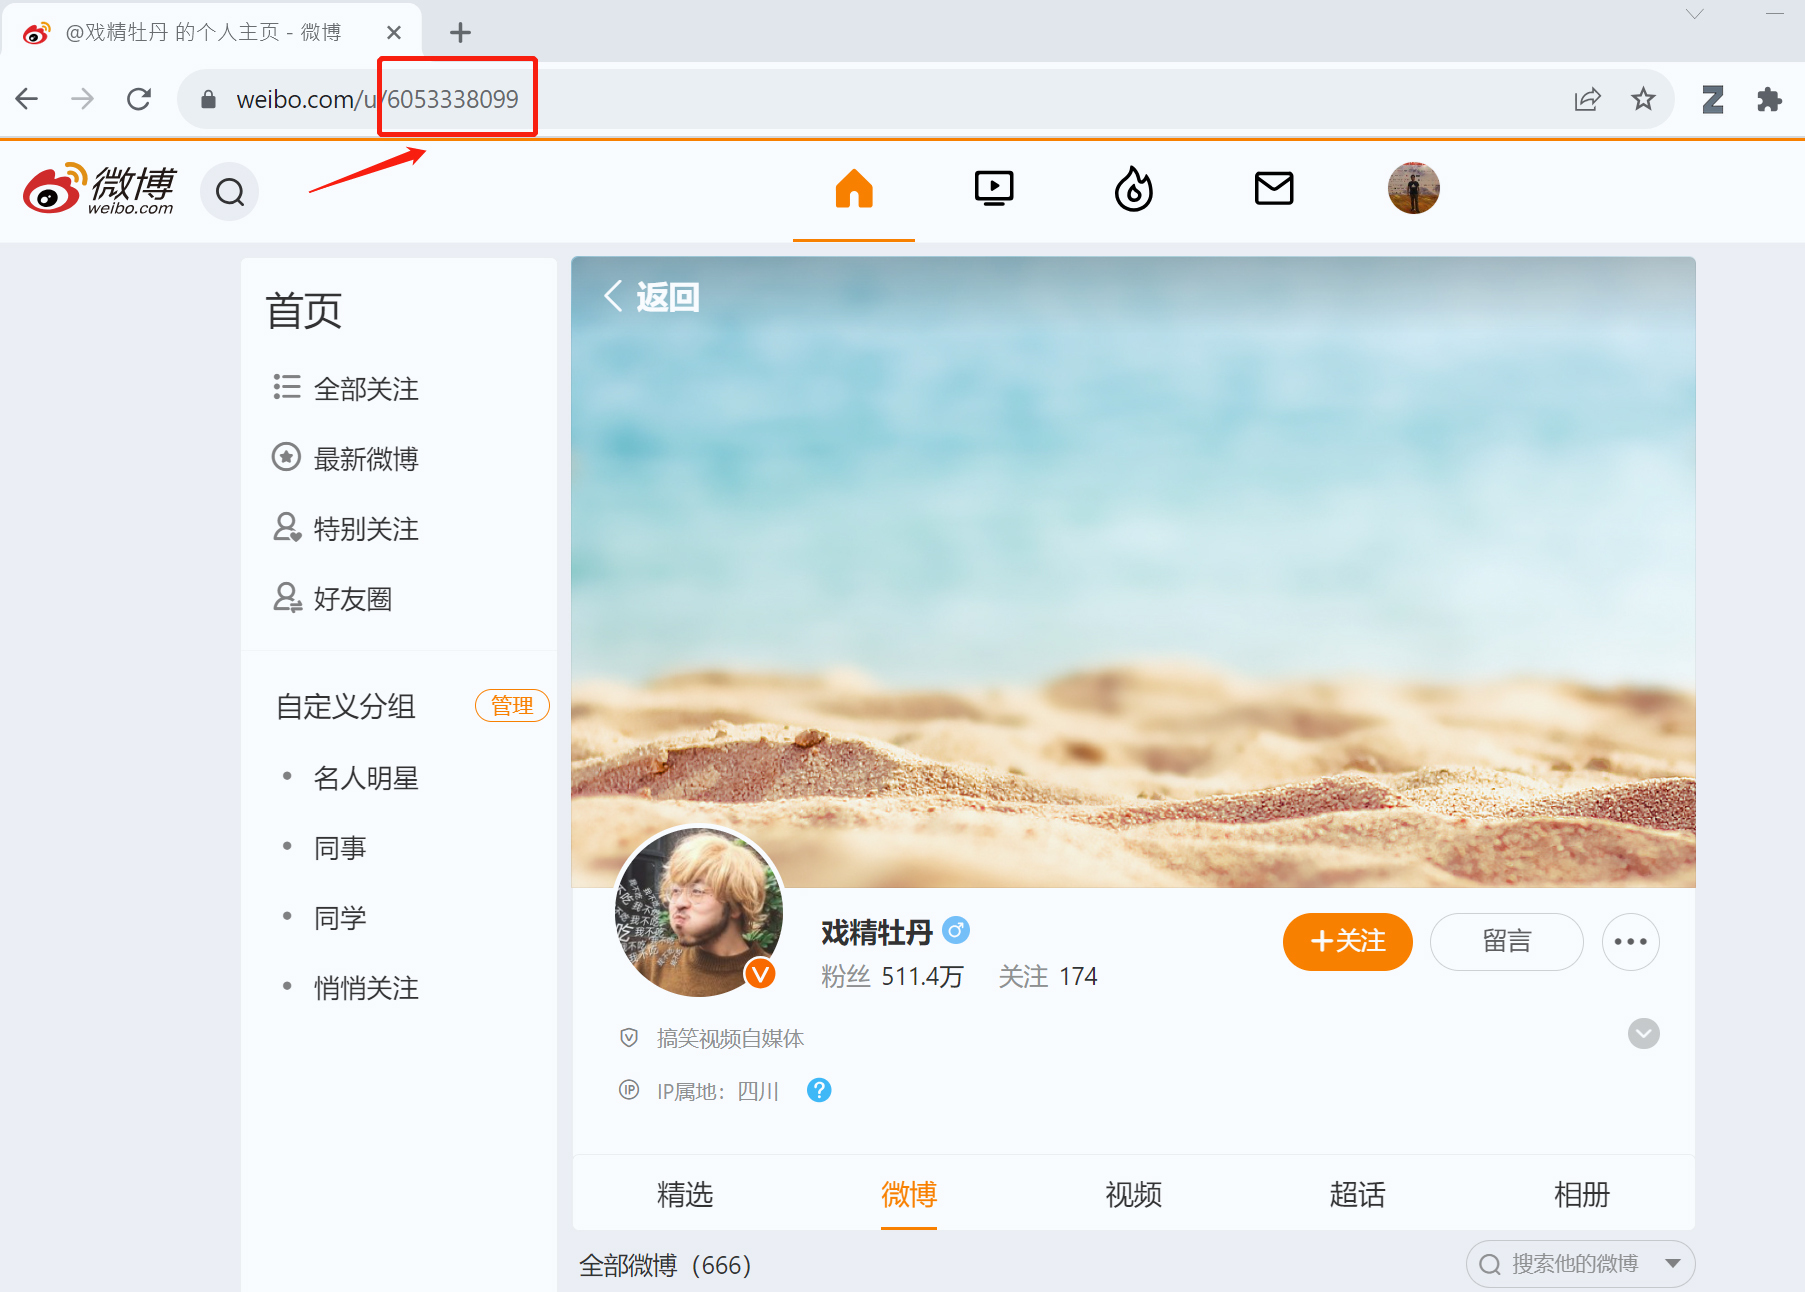 @戏精牡丹 的个人主页 - 微博
weibo.com/u/6053338099
微博
weibo.com
首页
全部关注
最新微博
特别关注
好友圈
自定义分组
管理
名人明星
同事
同学
悄悄关注
返回
戏精牡丹
粉丝 511.4万 关注 174
+关注
留言
搞笑视频自媒体
IP属地：四川
精选 微博 视频 超话 相册
全部微博（666）
搜索他的微博